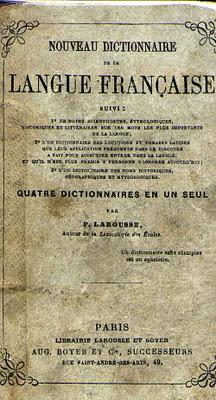 NOUVEAU DICTIONNAIRE
DE LA
LANGUE FRANÇAISE
SUIVI :
1º DE NOTES SCIENTIFIQUES, ÉTYMOLOGIQUES,
HISTORIQUES ET LITTÉRAIRES SUR LES MOTS LES PLUS IMPORTANTS
DE LA LANGUE;
2º D'UN DICTIONNAIRE DES LOCUTIONS ET PHRASES LATINES
QUE LEUR APPLICATION FRÉQUENTE DANS LE DISCOURS
A FAIT POUR AINSI DIRE ENTRER DANS LA LANGUE,
ET QU'IL N'EST PLUS PERMIS A PERSONNE D'IGNORER AUJOURD'HUI;
3º D'UN DICTIONNAIRE DES NOMS HISTORIQUES,
GÉOGRAPHIQUES ET MYTHOLOGIQUES.
QUATRE DICTIONNAIRES EN UN SEUL
PAR
P. LAROUSSE,
Auteur de la Lexicologie des Écoles.
Un dictionnaire sans exemples
est un squelette.
PARIS
LIBRAIRIE LAROUSSE ET BOYER
AUG. BOYER ET Cie, SUCCESSEURS
RUE SAINT-ANDRÉ-DES-ARTS, 49.